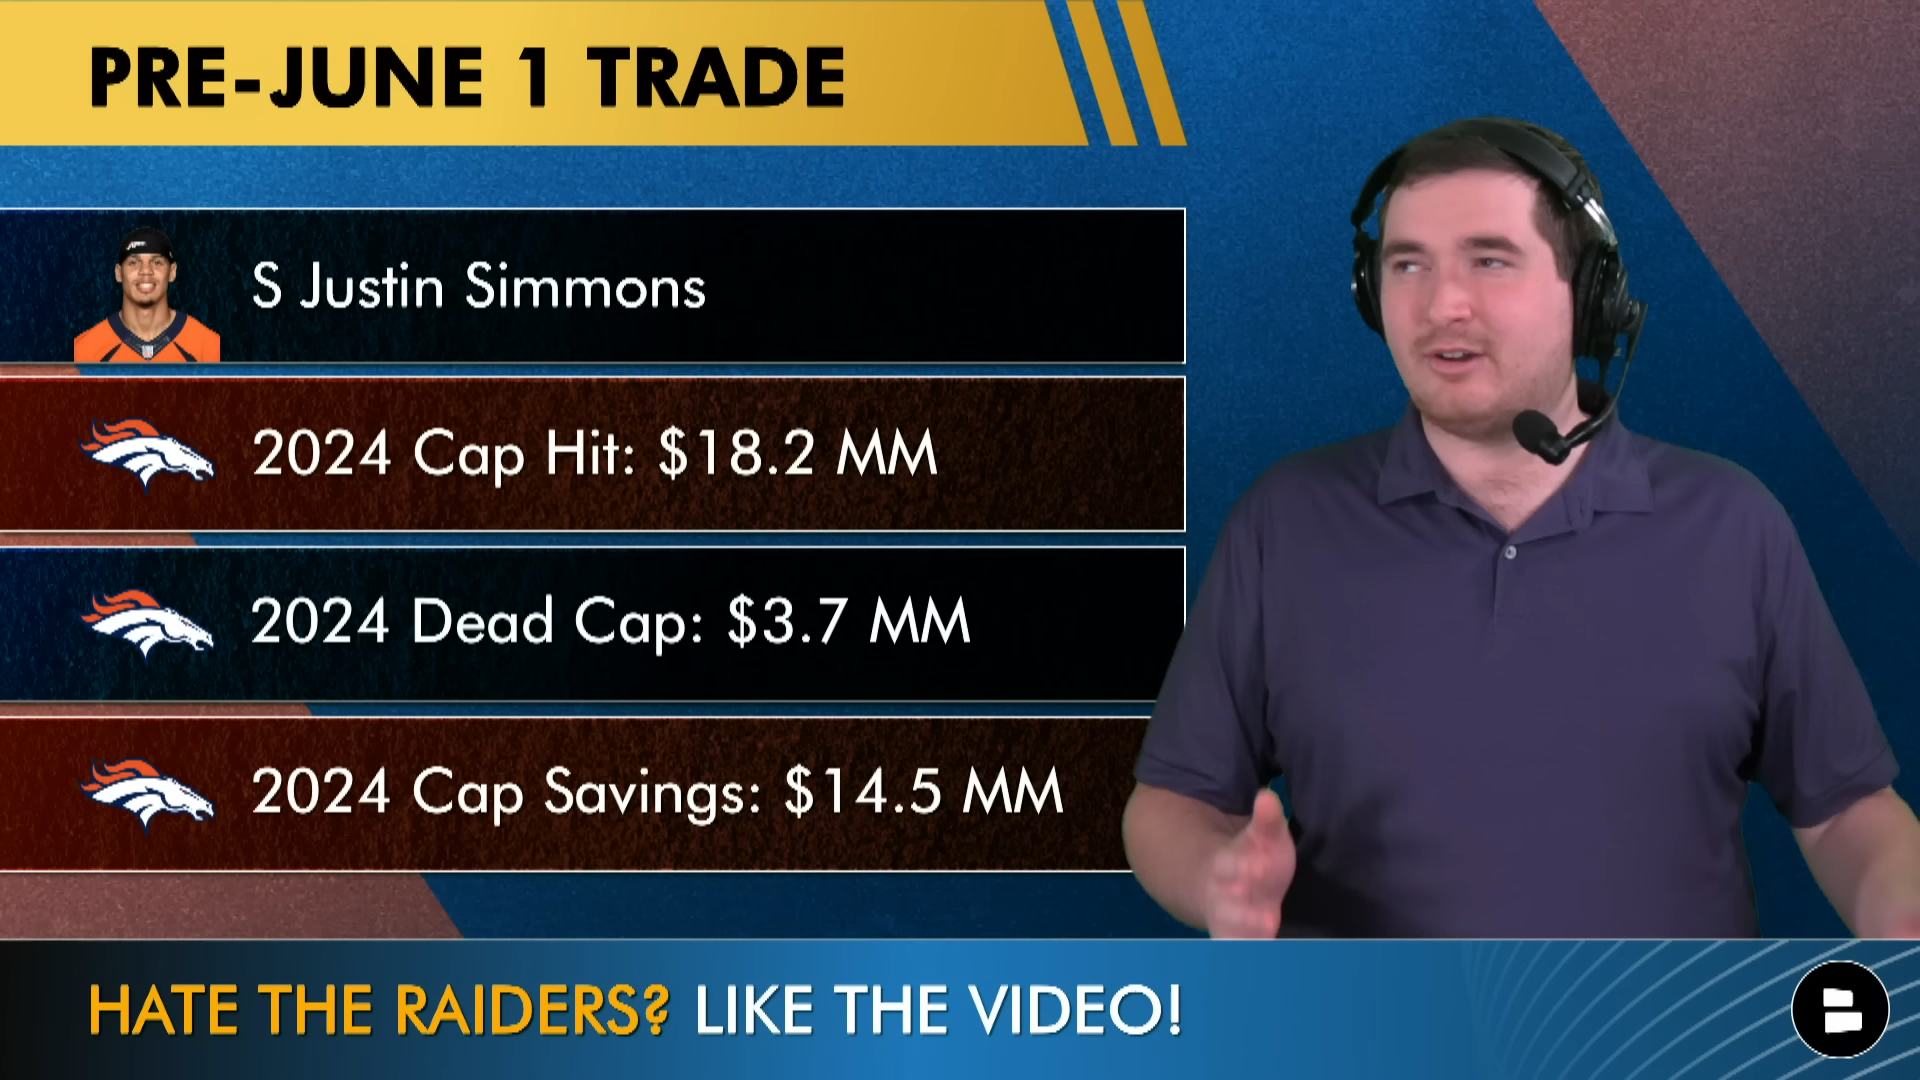 PRE-JUNE 1 TRADE
S Justin Simmons
2024 Cap Hit: $18.2 MM
2024 Dead Cap: $3.7 MM
2024 Cap Savings: $14.5 MM
HATE THE RAIDERS? LIKE THE VIDEO!